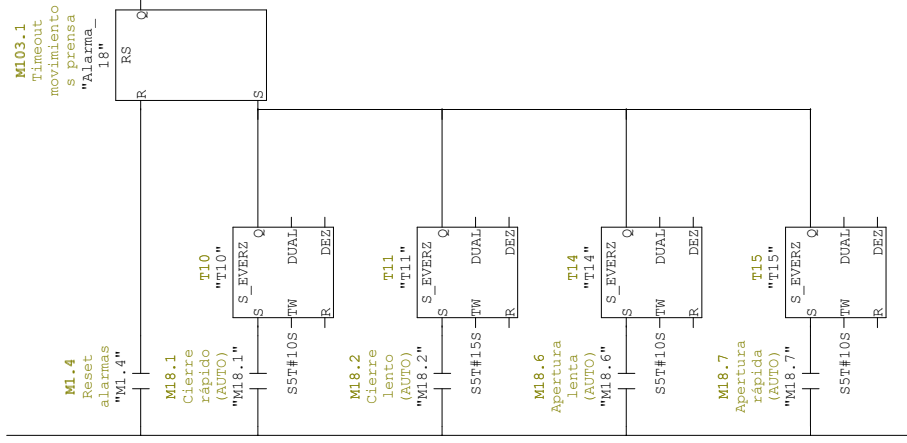 M103.1
Timeout
movimiento
s prensa
"Alarma_
18"
RS
R
Q
S
M1.4
Reset
alarmas
"M1.4"
M18.1
Cierre
rápido
(AUTO)
"M18.1"
T10
"T10"
S_EVERZ
S
Q
S5T#10S
TW
DUAL
R
DEZ
M18.2
Cierre
lento
(AUTO)
"M18.2"
T11
"T11"
S_EVERZ
S
Q
S5T#15S
TW
DUAL
R
DEZ
M18.6
Apertura
lenta
(AUTO)
"M18.6"
T14
"T14"
S_EVERZ
S
Q
S5T#10S
TW
DUAL
R
DEZ
M18.7
Apertura
rápida
(AUTO)
"M18.7"
T15
"T15"
S_EVERZ
S
Q
S5T#10S
TW
DUAL
R
DEZ